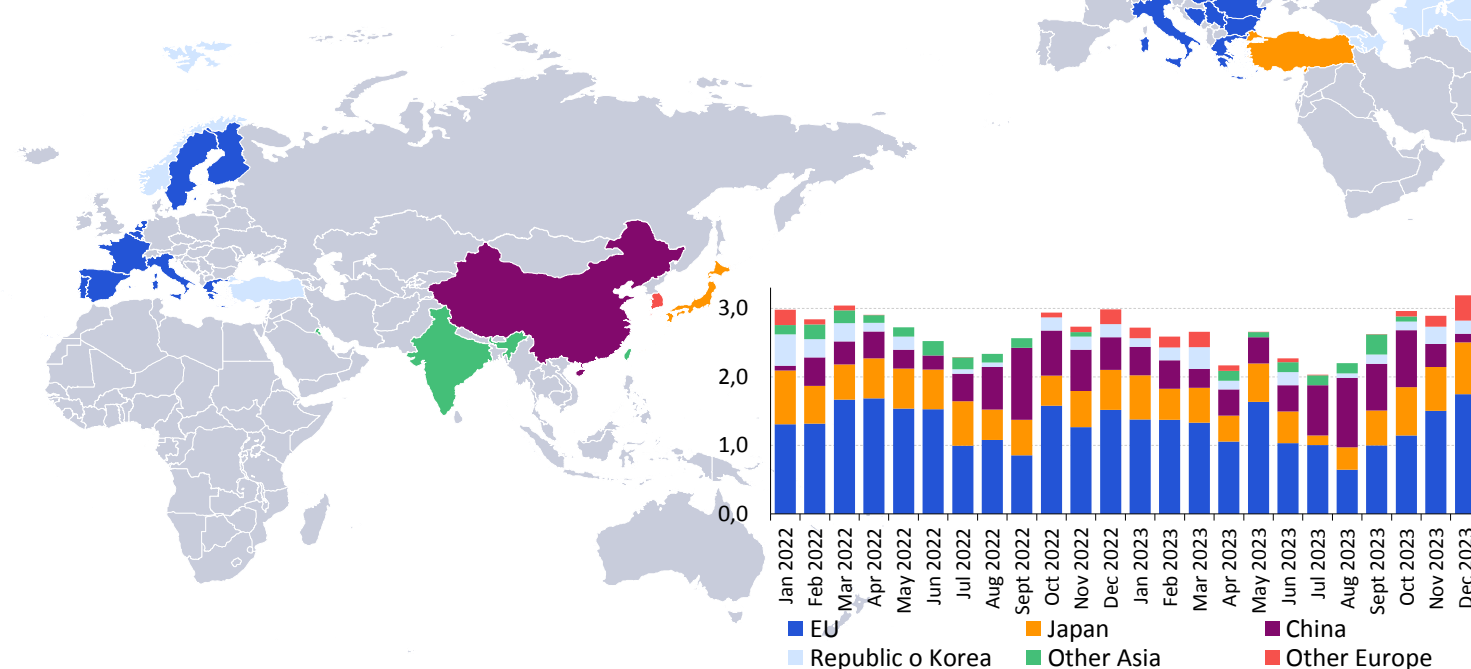 3,0
2,0
1,0
0,0
Jan 2022
Feb 2022
Mar 2022
Apr 2022
May 2022
Jun 2022
Jul 2022
Aug 2022
Sept 2022
Oct 2022
Nov 2022
Dec 2022
Jan 2023
Feb 2023
Mar 2023
Apr 2023
May 2023
Jun 2023
Jul 2023
Aug 2023
Sept 2023
Oct 2023
Nov 2023
Dec 2023
EU Japan China
Republic o Korea Other Asia Other Europe